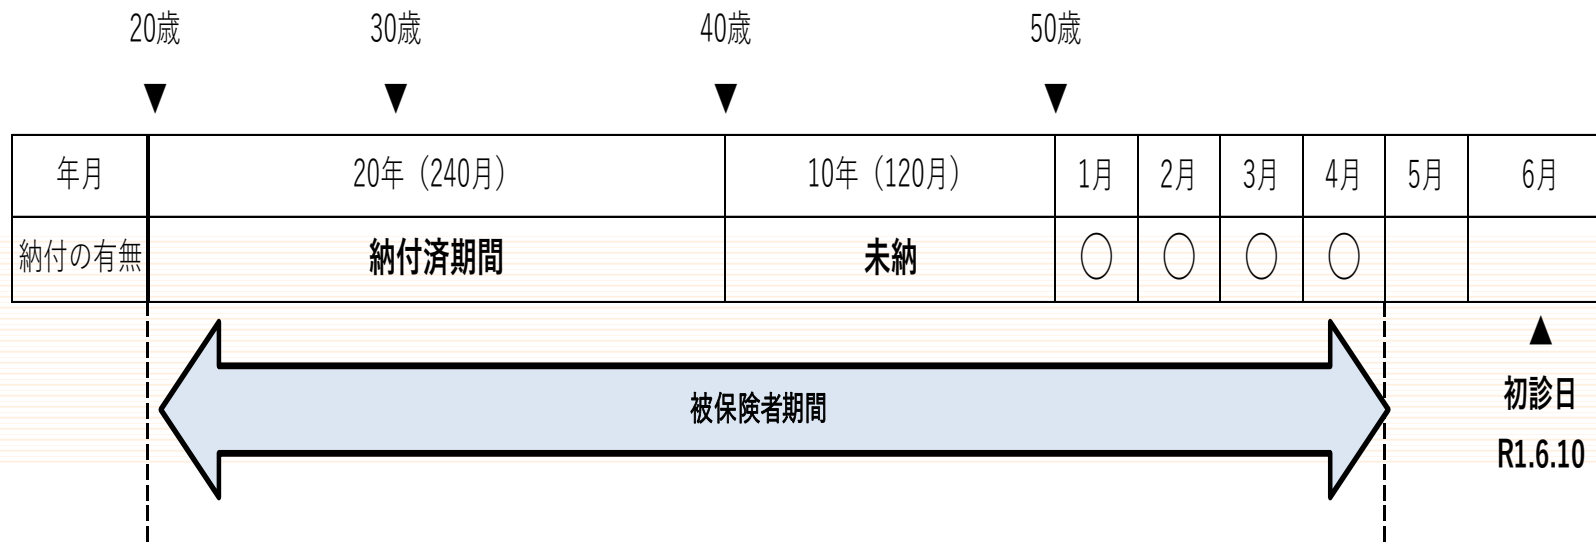 20歳 30歳 40歳 50歳
▼ ▼ ▼ ▼
年月 20年（240月） 10年（120月） 1月 2月 3月 4月 5月 6月
納付の有無 納付済期間 未納 ○ ○ ○ ○
▲
被保険者期間
初診日
R1.6.10